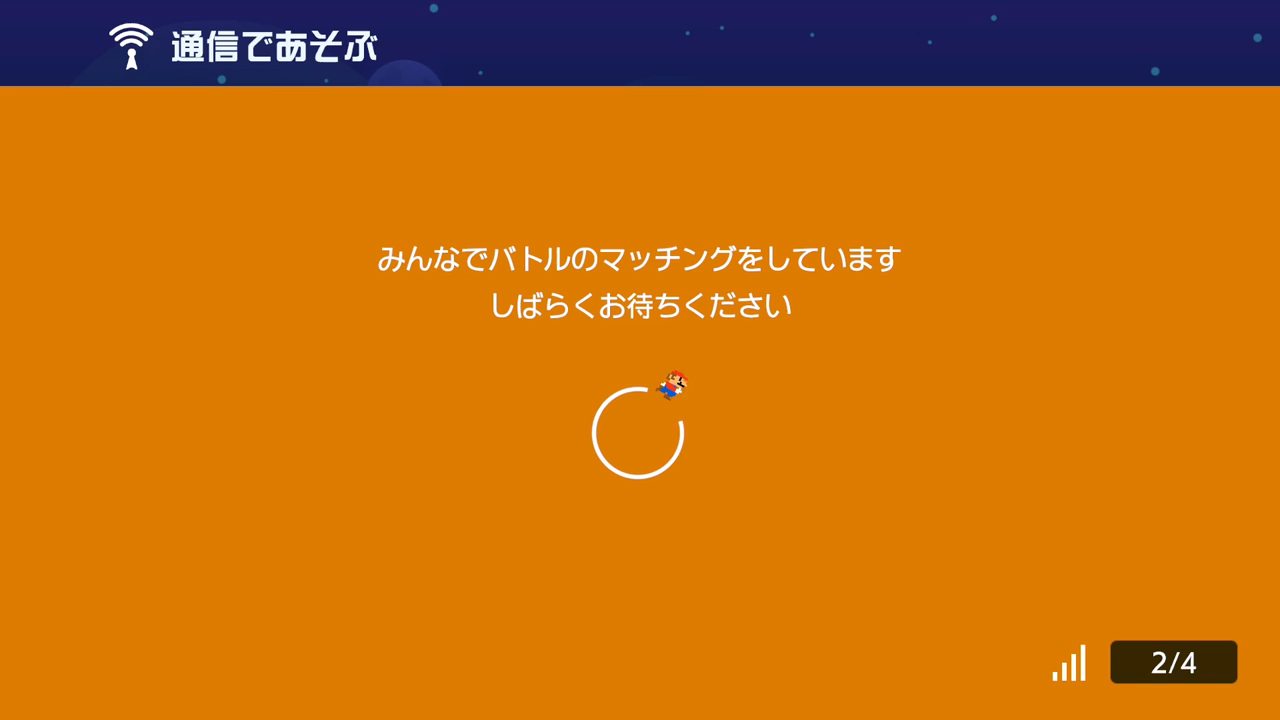 通信であそぶ
みんなでバトルのマッチングをしています
しばらくお待ちください
2/4